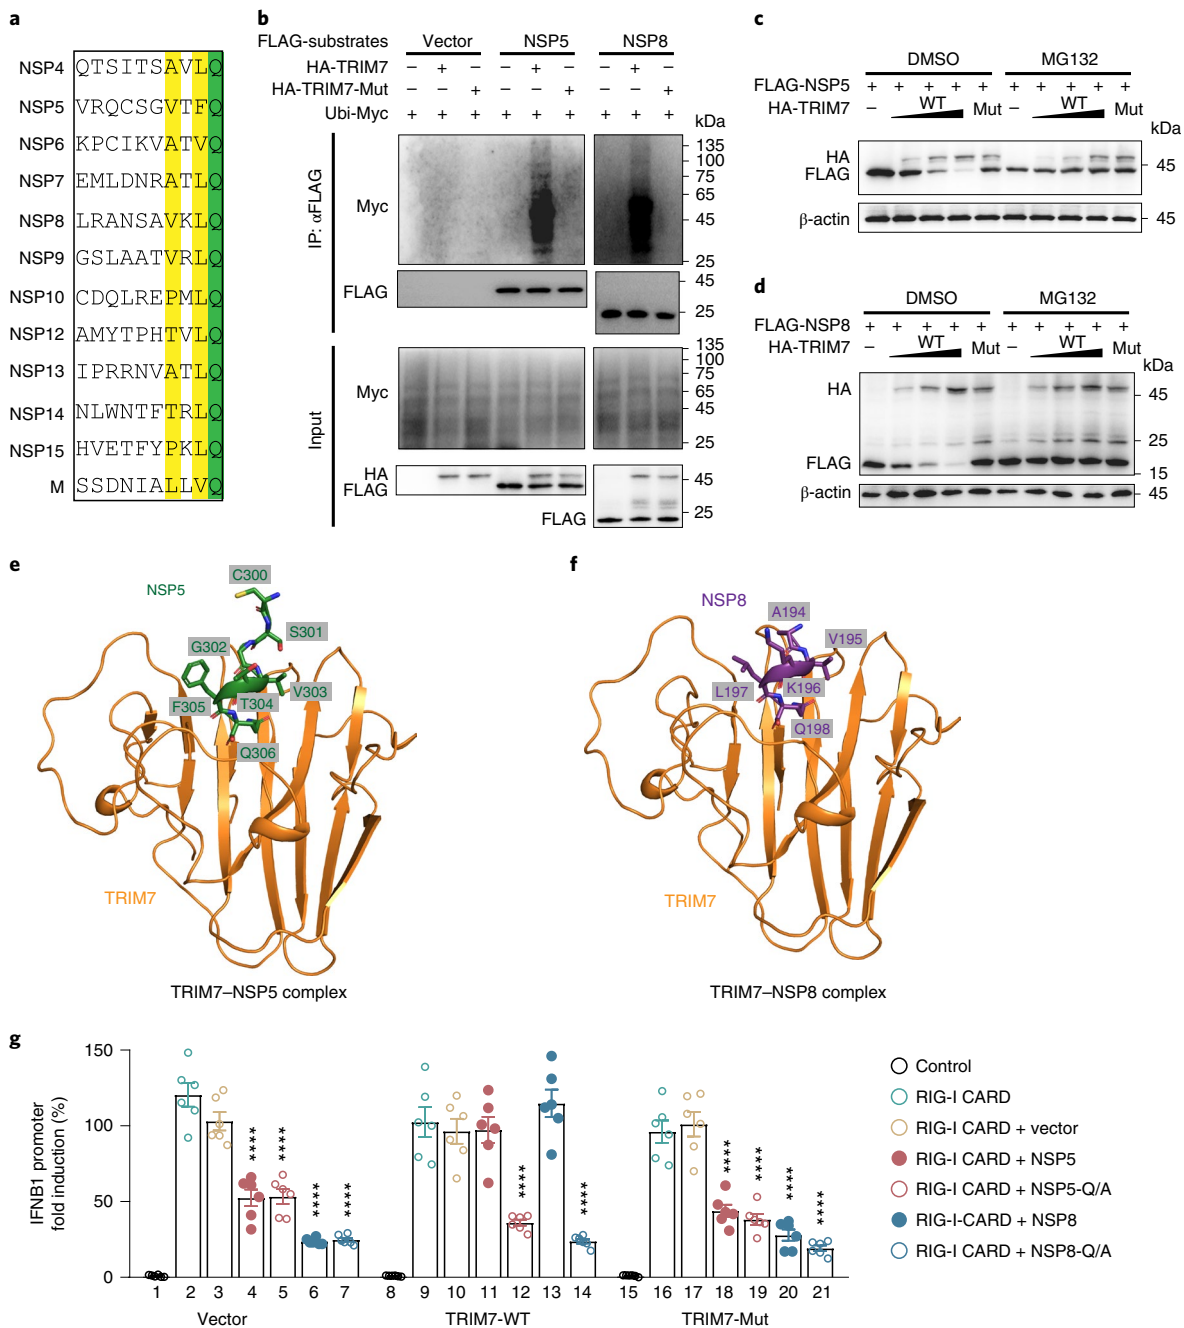 a
NSP4 QTSITSAVLQ
NSP5 VRQCSGVTFQ
NSP6 KPCIKVATVQ
NSP7 EMLDNRATLQ
NSP8 LRANSAVKLQ
NSP9 GSLAATVRLQ
NSP10 CDQLREPMLQ
NSP12 AMYTPHTVLQ
NSP13 IPRRNVATLQ
NSP14 NLWNTFTRLQ
NSP15 HVETFYPKLQ
M SSDNIALLVQ
b
FLAG-substrates Vector NSP5 NSP8
HA-TRIM7 – + – – + – – + –
HA-TRIM7-Mut – – + – – + – – +
Ubi-Myc + + + + + + + + +
kDa
IP: αFLAG
Myc
135
100
75
65
45
25
FLAG
45
25
Input
Myc
135
100
75
65
45
25
HA
FLAG
FLAG
45
25
c
DMSO MG132
FLAG-NSP5 + + + + + + + + + +
HA-TRIM7 – WT Mut – WT Mut
kDa
HA
FLAG
45
β-actin 45
d
DMSO MG132
FLAG-NSP8 + + + + + + + + + +
HA-TRIM7 – WT Mut – WT Mut
kDa
HA 45
25
FLAG
15
β-actin 45
e
NSP5
C300
S301
G302
V303
F305
T304
Q306
TRIM7
TRIM7–NSP5 complex
f
NSP8
A194
V195
L197
K196
Q198
TRIM7
TRIM7–NSP8 complex
g
IFNB1 promoter
fold induction (%)
150
100
50
0
**** **** **** **** **** **** **** **** **** ****
1 2 3 4 5 6 7 8 9 10 11 12 13 14 15 16 17 18 19 20 21
Vector TRIM7-WT TRIM7-Mut
Control
RIG-I CARD
RIG-I CARD + vector
RIG-I CARD + NSP5
RIG-I CARD + NSP5-Q/A
RIG-I-CARD + NSP8
RIG-I CARD + NSP8-Q/A